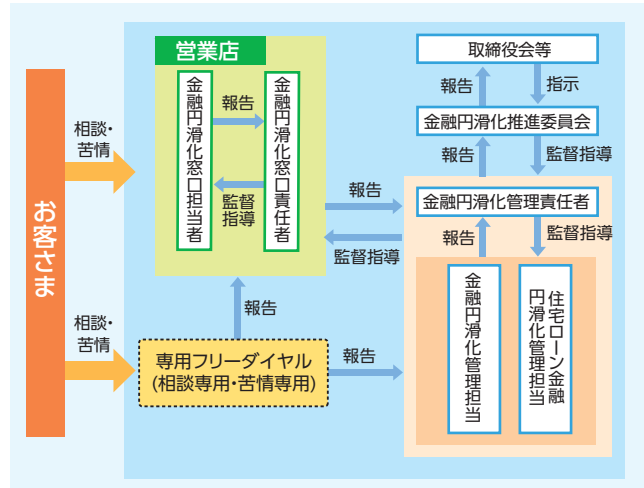 お客さま
相談・
苦情
相談・
苦情
営業店
金融円滑化窓口担当者
報告
監督
指導
金融円滑化窓口責任者
報告
専用フリーダイヤル
(相談専用・苦情専用)
報告
監督指導
報告
取締役会等
報告
指示
金融円滑化推進委員会
報告
監督指導
金融円滑化管理責任者
報告
監督指導
金融円滑化管理担当
住宅ローン金融
円滑化管理担当